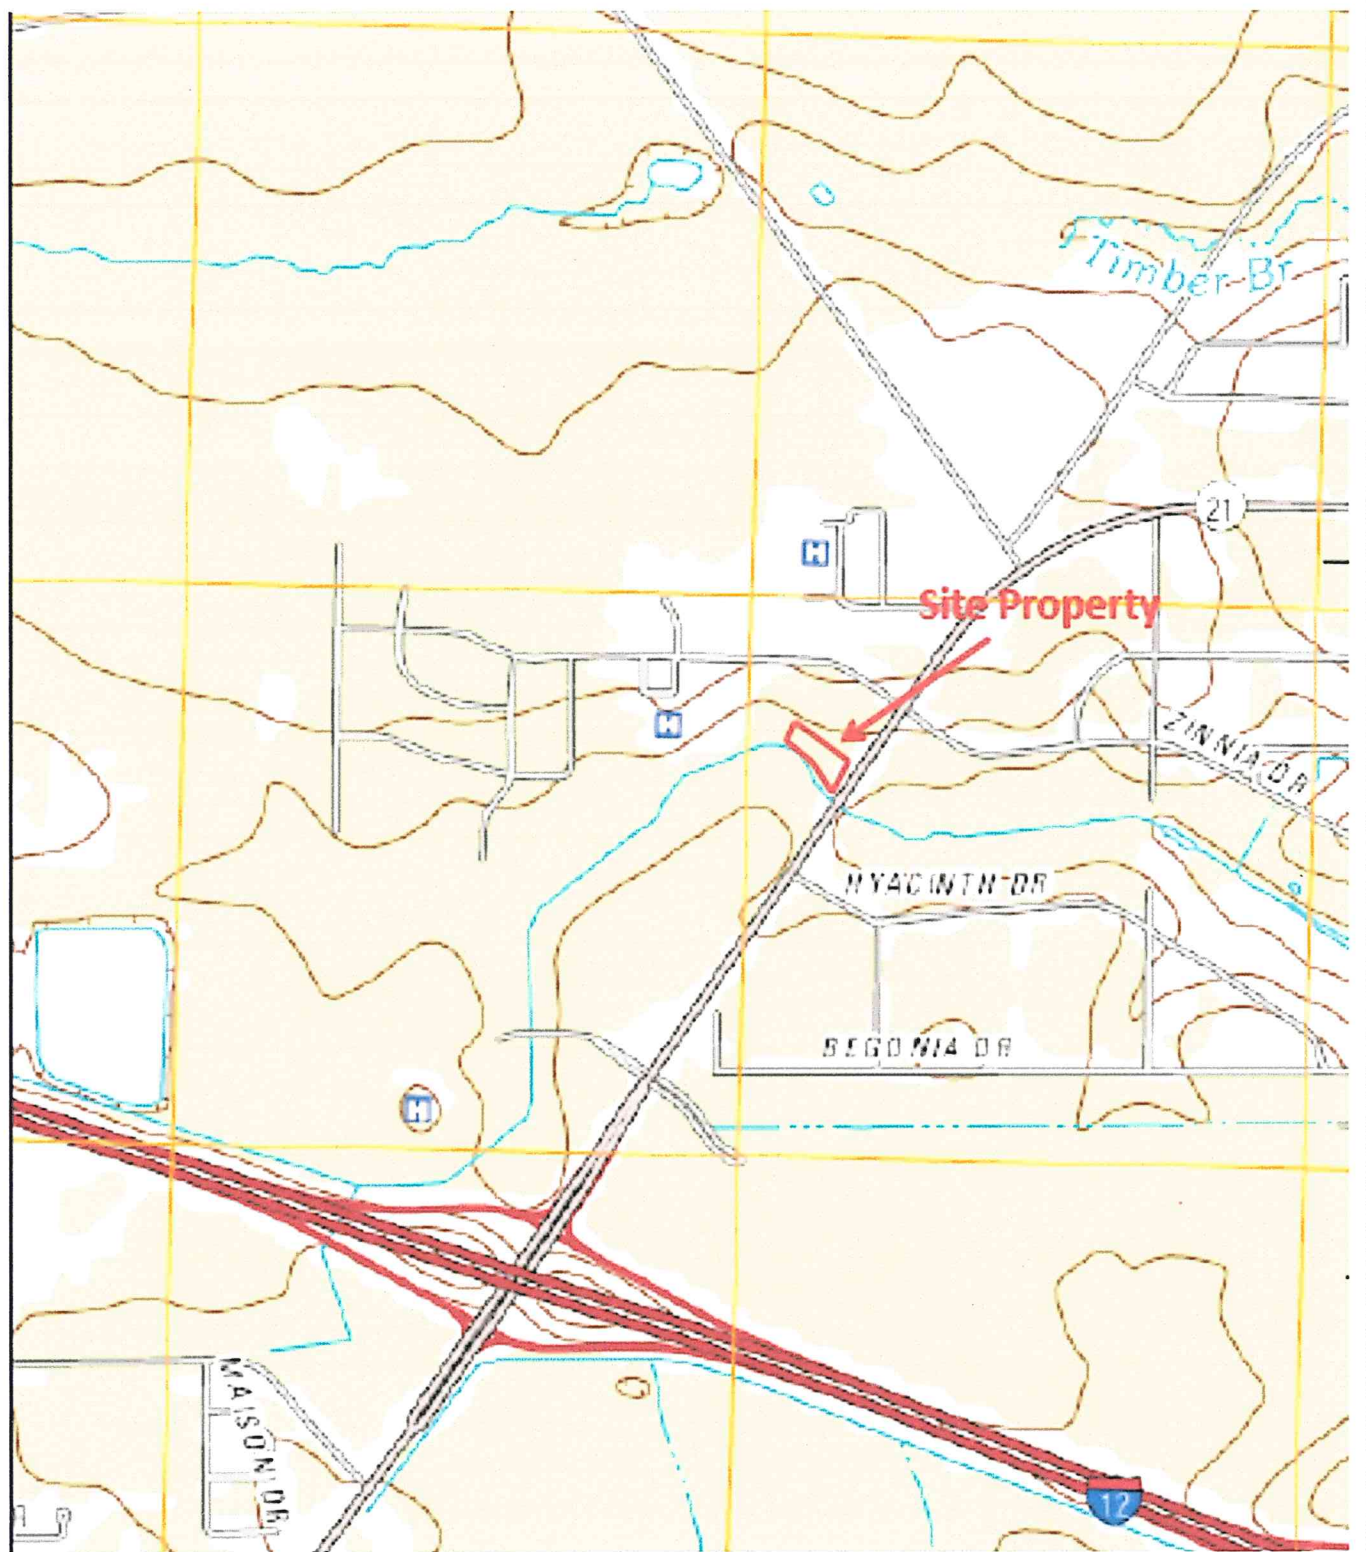 Timber Br
21
H
Site Property
H
ZINNIA DR
HYACINTH DR
BEGONIA DR
H
MAISON DR
12